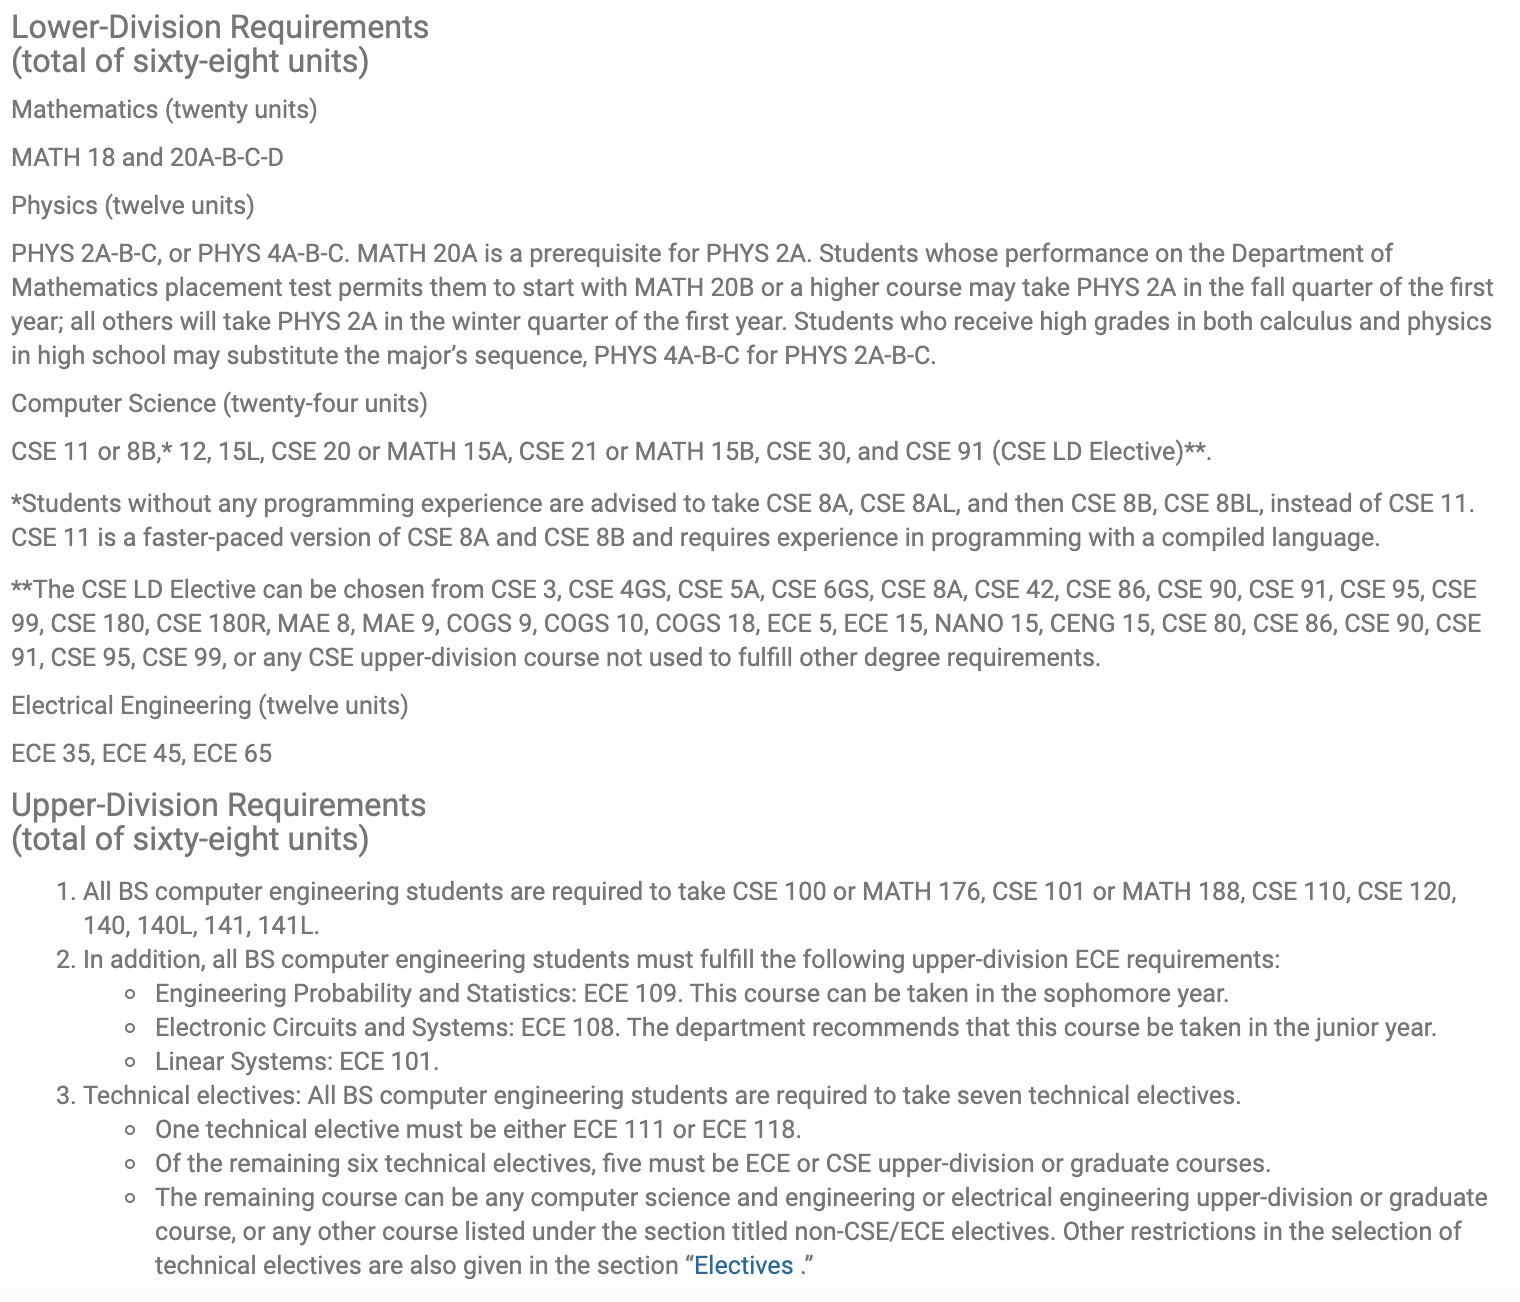 Lower-Division Requirements
(total of sixty-eight units)
Mathematics (twenty units)
MATH 18 and 20A-B-C-D
Physics (twelve units)
PHYS 2A-B-C, or PHYS 4A-B-C. MATH 20A is a prerequisite for PHYS 2A. Students whose performance on the Department of
Mathematics placement test permits them to start with MATH 20B or a higher course may take PHYS 2A in the fall quarter of the first
year; all others will take PHYS 2A in the winter quarter of the first year. Students who receive high grades in both calculus and physics
in high school may substitute the major’s sequence, PHYS 4A-B-C for PHYS 2A-B-C.
Computer Science (twenty-four units)
CSE 11 or 8B,* 12, 15L, CSE 20 or MATH 15A, CSE 21 or MATH 15B, CSE 30, and CSE 91 (CSE LD Elective)**.
*Students without any programming experience are advised to take CSE 8A, CSE 8AL, and then CSE 8B, CSE 8BL, instead of CSE 11.
CSE 11 is a faster-paced version of CSE 8A and CSE 8B and requires experience in programming with a compiled language.
**The CSE LD Elective can be chosen from CSE 3, CSE 4GS, CSE 5A, CSE 6GS, CSE 8A, CSE 42, CSE 86, CSE 90, CSE 91, CSE 95, CSE
99, CSE 180, CSE 180R, MAE 8, MAE 9, COGS 9, COGS 10, COGS 18, ECE 5, ECE 15, NANO 15, CENG 15, CSE 80, CSE 86, CSE 90, CSE
91, CSE 95, CSE 99, or any CSE upper-division course not used to fulfill other degree requirements.
Electrical Engineering (twelve units)
ECE 35, ECE 45, ECE 65
Upper-Division Requirements
(total of sixty-eight units)
1. All BS computer engineering students are required to take CSE 100 or MATH 176, CSE 101 or MATH 188, CSE 110, CSE 120,
140, 140L, 141, 141L.
2. In addition, all BS computer engineering students must fulfill the following upper-division ECE requirements:
○ Engineering Probability and Statistics: ECE 109. This course can be taken in the sophomore year.
○ Electronic Circuits and Systems: ECE 108. The department recommends that this course be taken in the junior year.
○ Linear Systems: ECE 101.
3. Technical electives: All BS computer engineering students are required to take seven technical electives.
○ One technical elective must be either ECE 111 or ECE 118.
○ Of the remaining six technical electives, five must be ECE or CSE upper-division or graduate courses.
○ The remaining course can be any computer science and engineering or electrical engineering upper-division or graduate
course, or any other course listed under the section titled non-CSE/ECE electives. Other restrictions in the selection of
technical electives are also given in the section “Electives .”